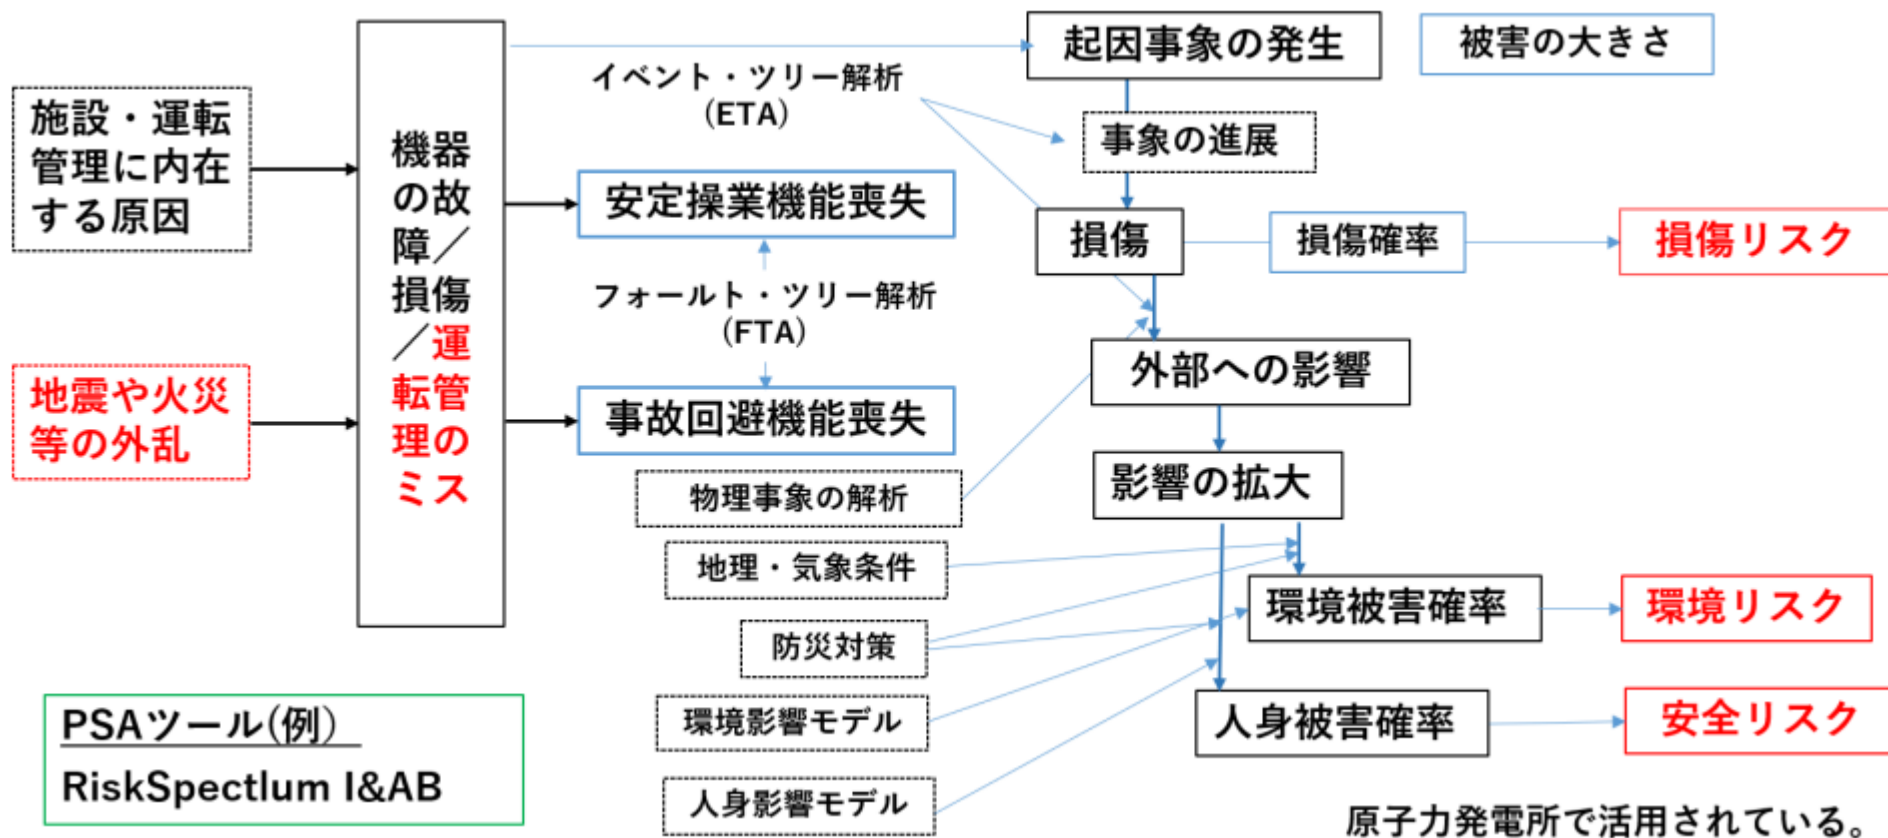 施設・運転
管理に内在
する原因
地震や火災
等の外乱
機器
の故
障／
損傷
／運
転管
理の
ミス
イベント・ツリー解析
(ETA)
安定操業機能喪失
フォールト・ツリー解析
(FTA)
事故回避機能喪失
物理事象の解析
地理・気象条件
防災対策
環境影響モデル
人身影響モデル
起因事象の発生
被害の大きさ
事象の進展
損傷
損傷確率
損傷リスク
外部への影響
影響の拡大
環境被害確率
環境リスク
人身被害確率
安全リスク
PSAツール(例）
RiskSpectlum I&AB
原子力発電所で活用されている。